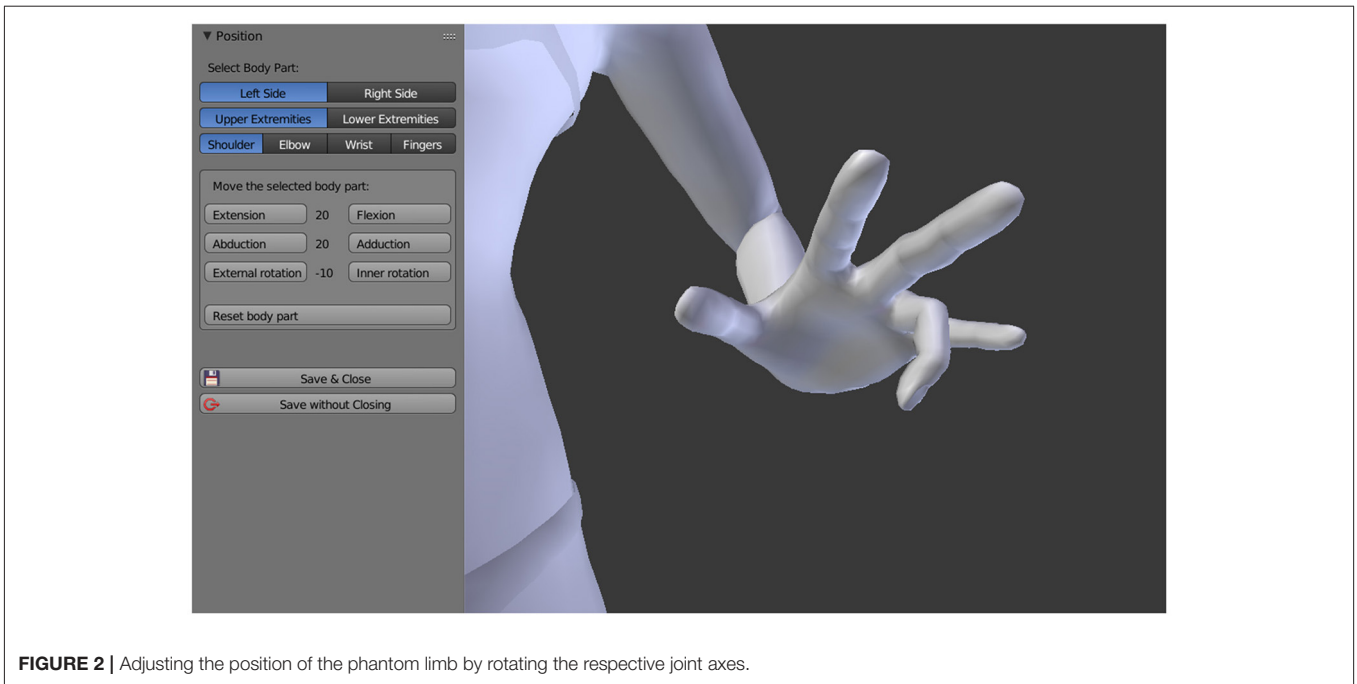 Position
Select Body Part:
Left Side Right Side
Upper Extremities Lower Extremities
Shoulder Elbow Wrist Fingers
Move the selected body part:
Extension 20 Flexion
Abduction 20 Adduction
External rotation -10 Inner rotation
Reset body part
Save & Close
Save without Closing
FIGURE 2 | Adjusting the position of the phantom limb by rotating the respective joint axes.